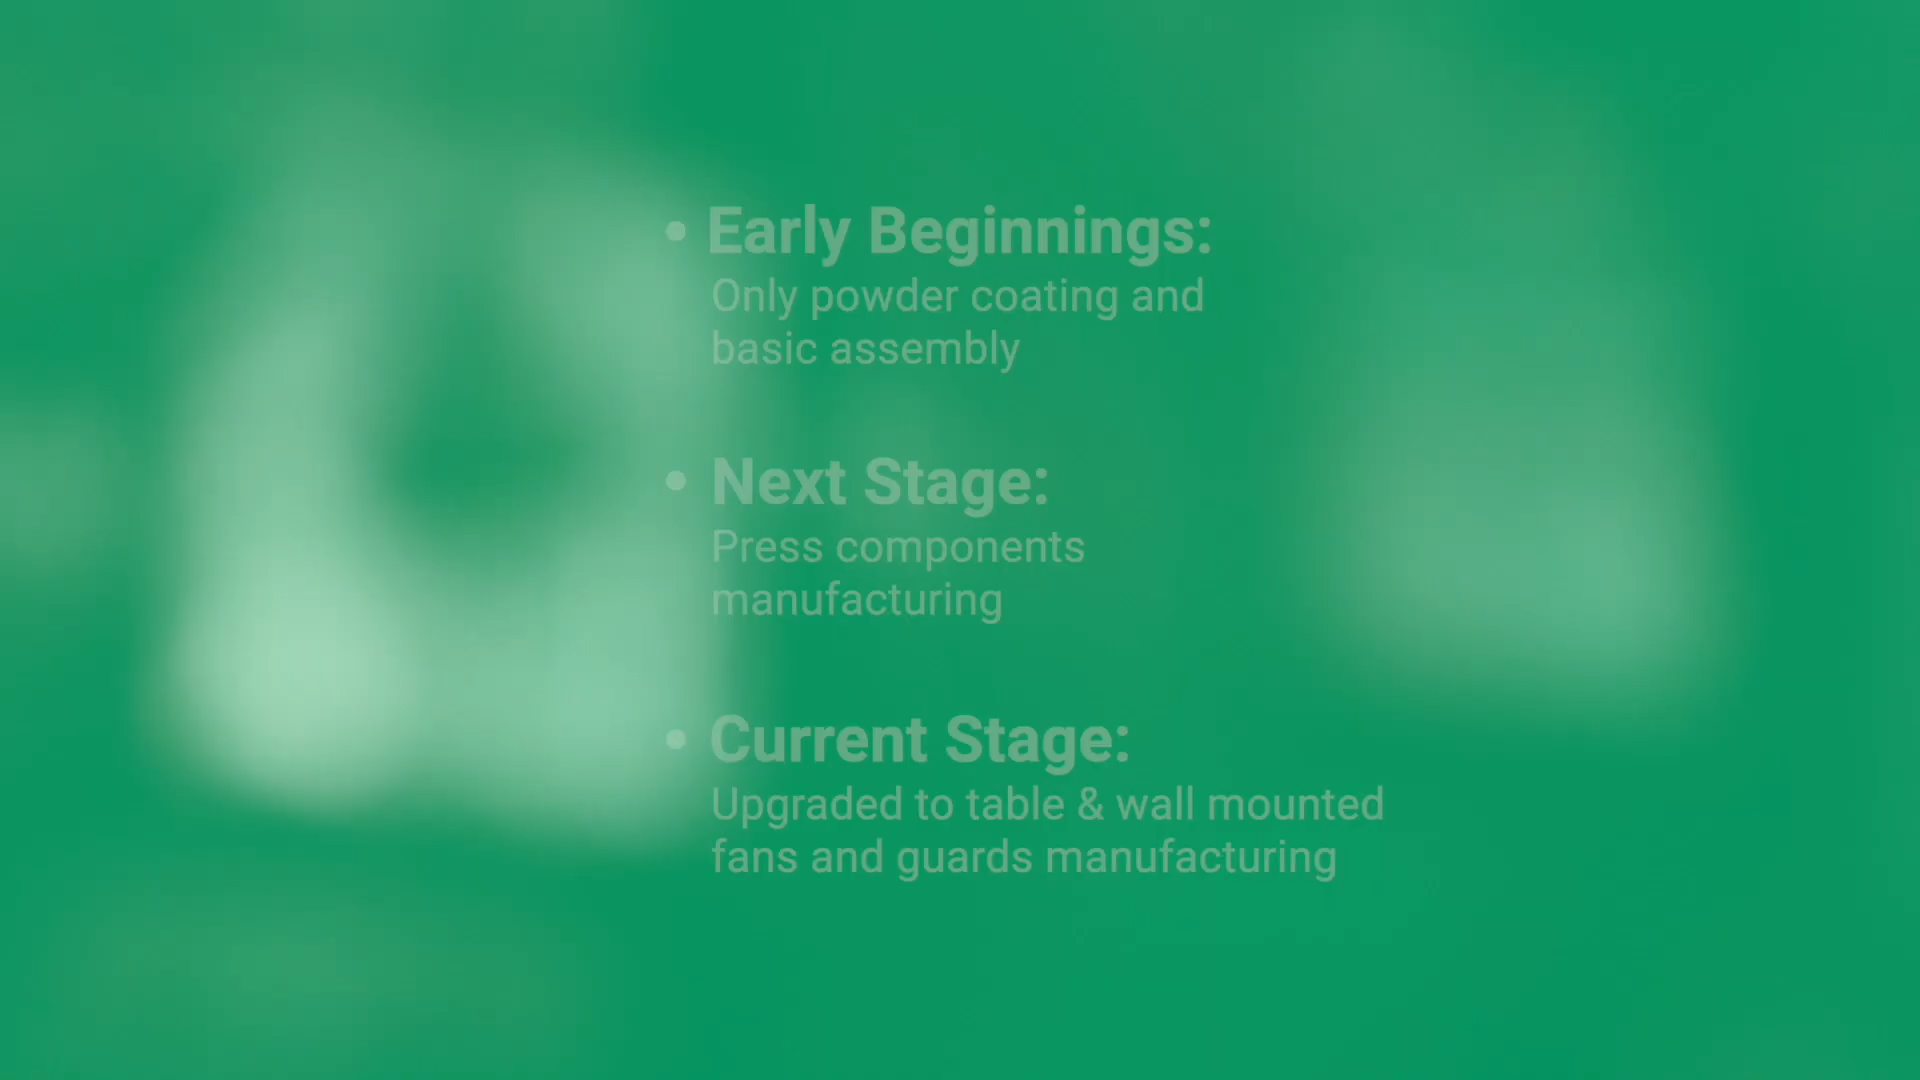 • Early Beginnings:
Only powder coating and
basic assembly
• Next Stage:
Press components
manufacturing
• Current Stage:
Upgraded to table & wall mounted
fans and guards manufacturing